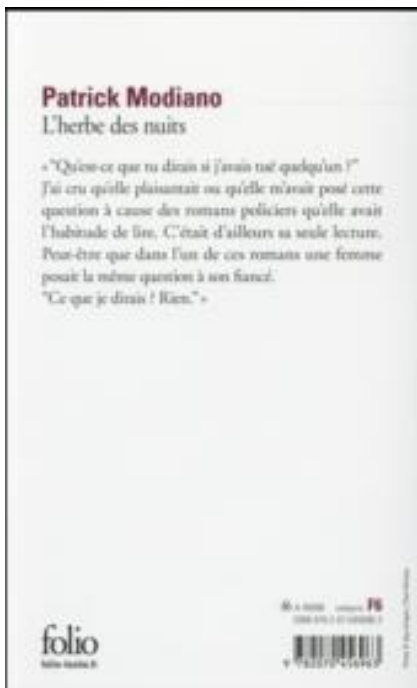 Patrick Modiano
L'herbe des nuits
« "Qu'est-ce que tu dirais si j'avais tué quelqu'un ?"
J'ai cru qu'elle plaisantait ou qu'elle m'avait posé cette
question à cause des romans policiers qu'elle avait
l'habitude de lire. C'était d'ailleurs sa seule lecture.
Peut-être que dans l'un de ces romans une femme
posait la même question à son fiancé.
"Ce que je dirais ? Rien." »
F6
folio